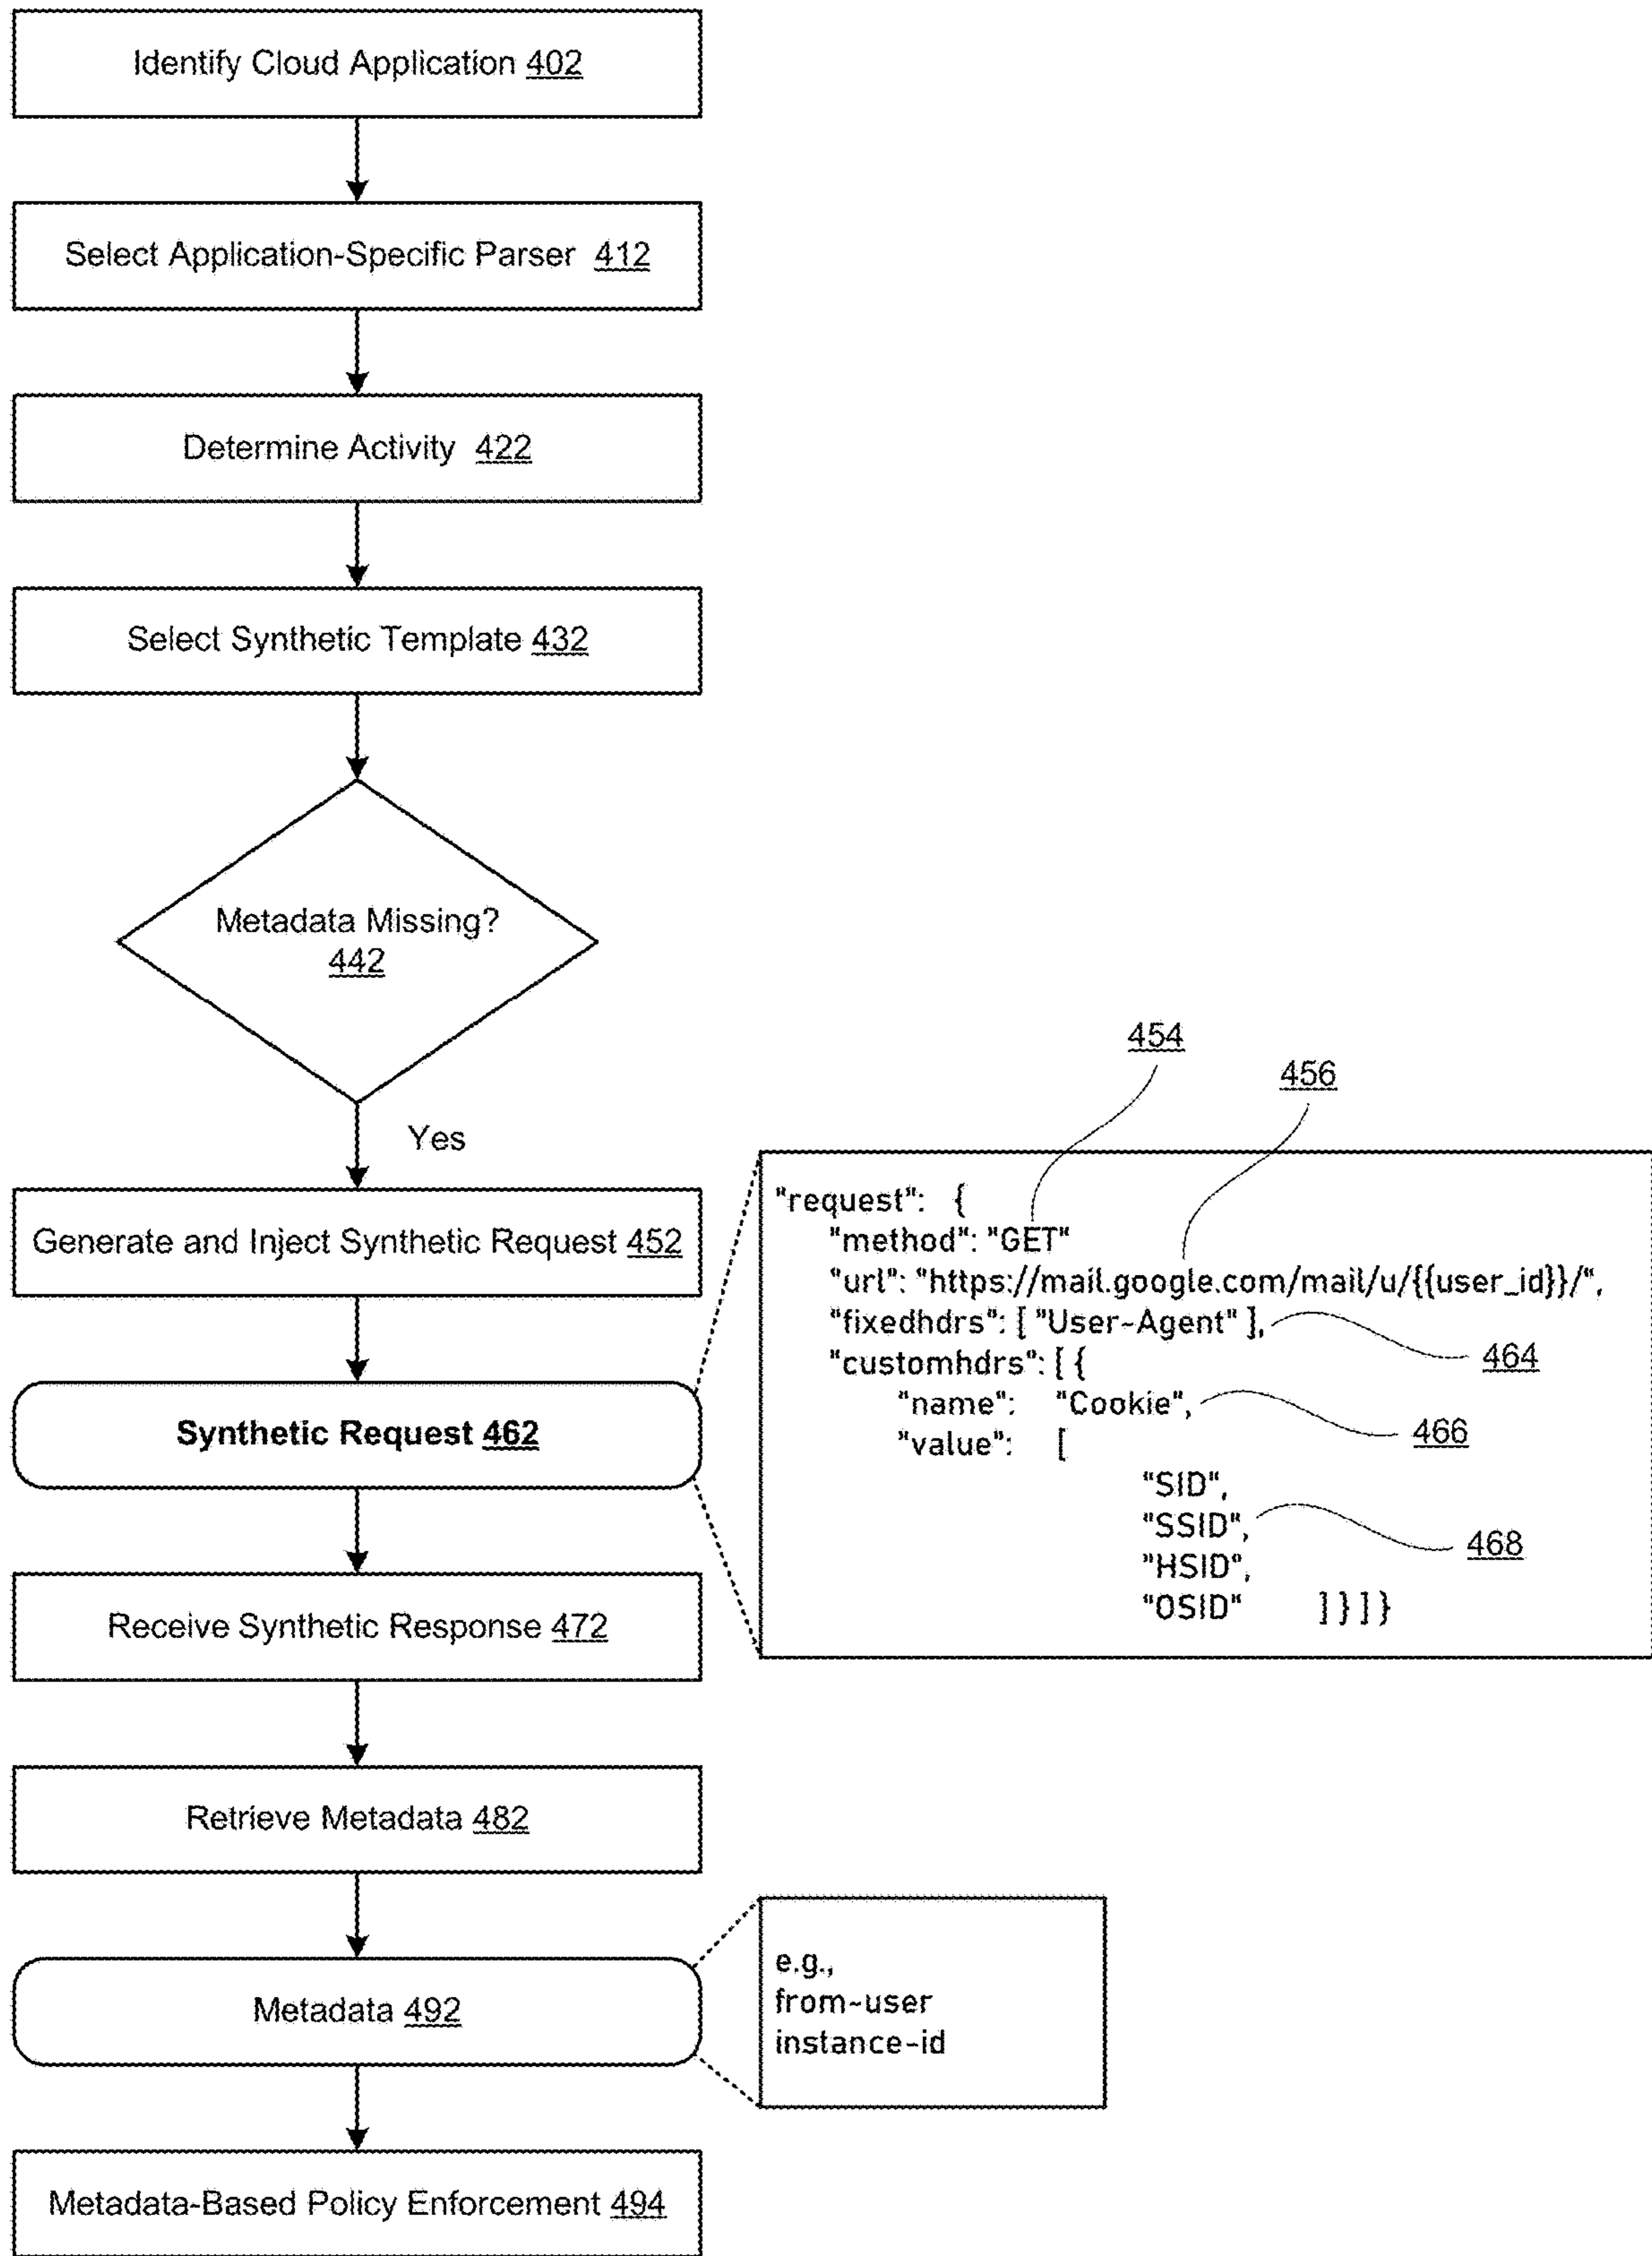 Identify Cloud Application 402
Select Application-Specific Parser 412
Determine Activity 422
Select Synthetic Template 432
Metadata Missing?
442
Yes
Generate and Inject Synthetic Request 452
Synthetic Request 462
454
456
"request": {
"method": "GET"
"url": "https://mail.google.com/mail/u/{{user_id}}/",
"fixedhdrs": [ "User-Agent" ],
464
"customhdrs": [ {
"name": "Cookie",
466
"value": [
"SID",
"SSID",
468
"HSID",
"OSID" ] } ] }
Receive Synthetic Response 472
Retrieve Metadata 482
Metadata 492
e.g.,
from-user
instance-id
Metadata-Based Policy Enforcement 494